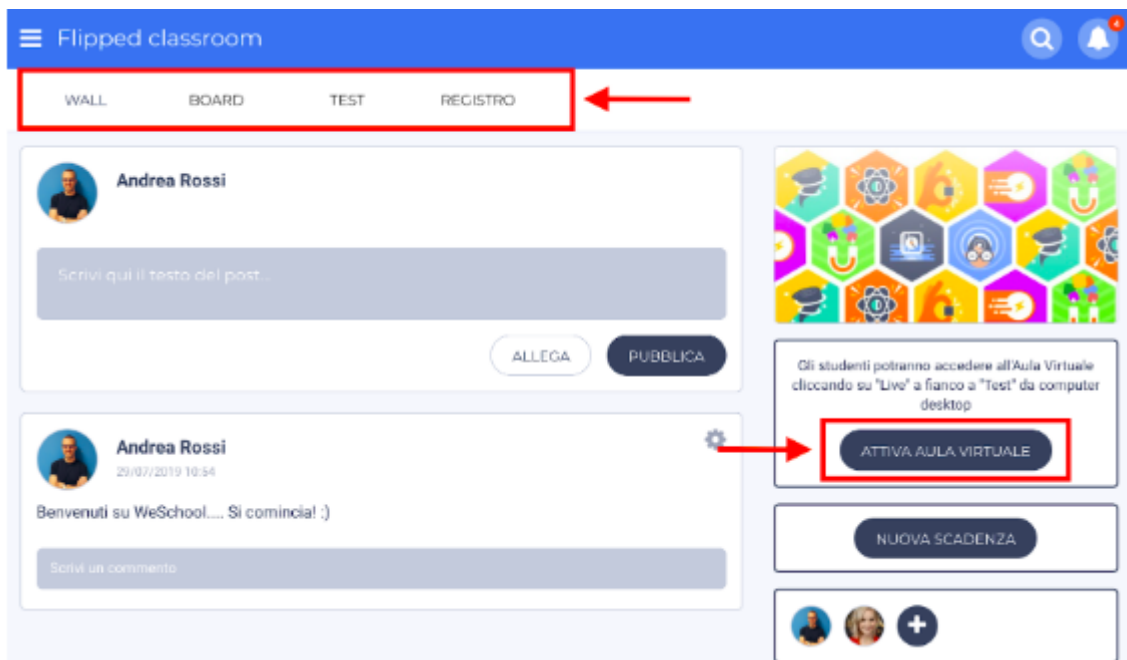 Flipped classroom
4
WALL BOARD TEST REGISTRO
Andrea Rossi
Scrivi qui il testo del post...
ALLEGA PUBBLICA
Andrea Rossi
29/07/2019 10:54
Benvenuti su WeSchool.... Si comincia! :)
Scrivi un commento
Gli studenti potranno accedere all'Aula Virtuale
cliccando su "Live" a fianco a "Test" da computer
desktop
ATTIVA AULA VIRTUALE
NUOVA SCADENZA